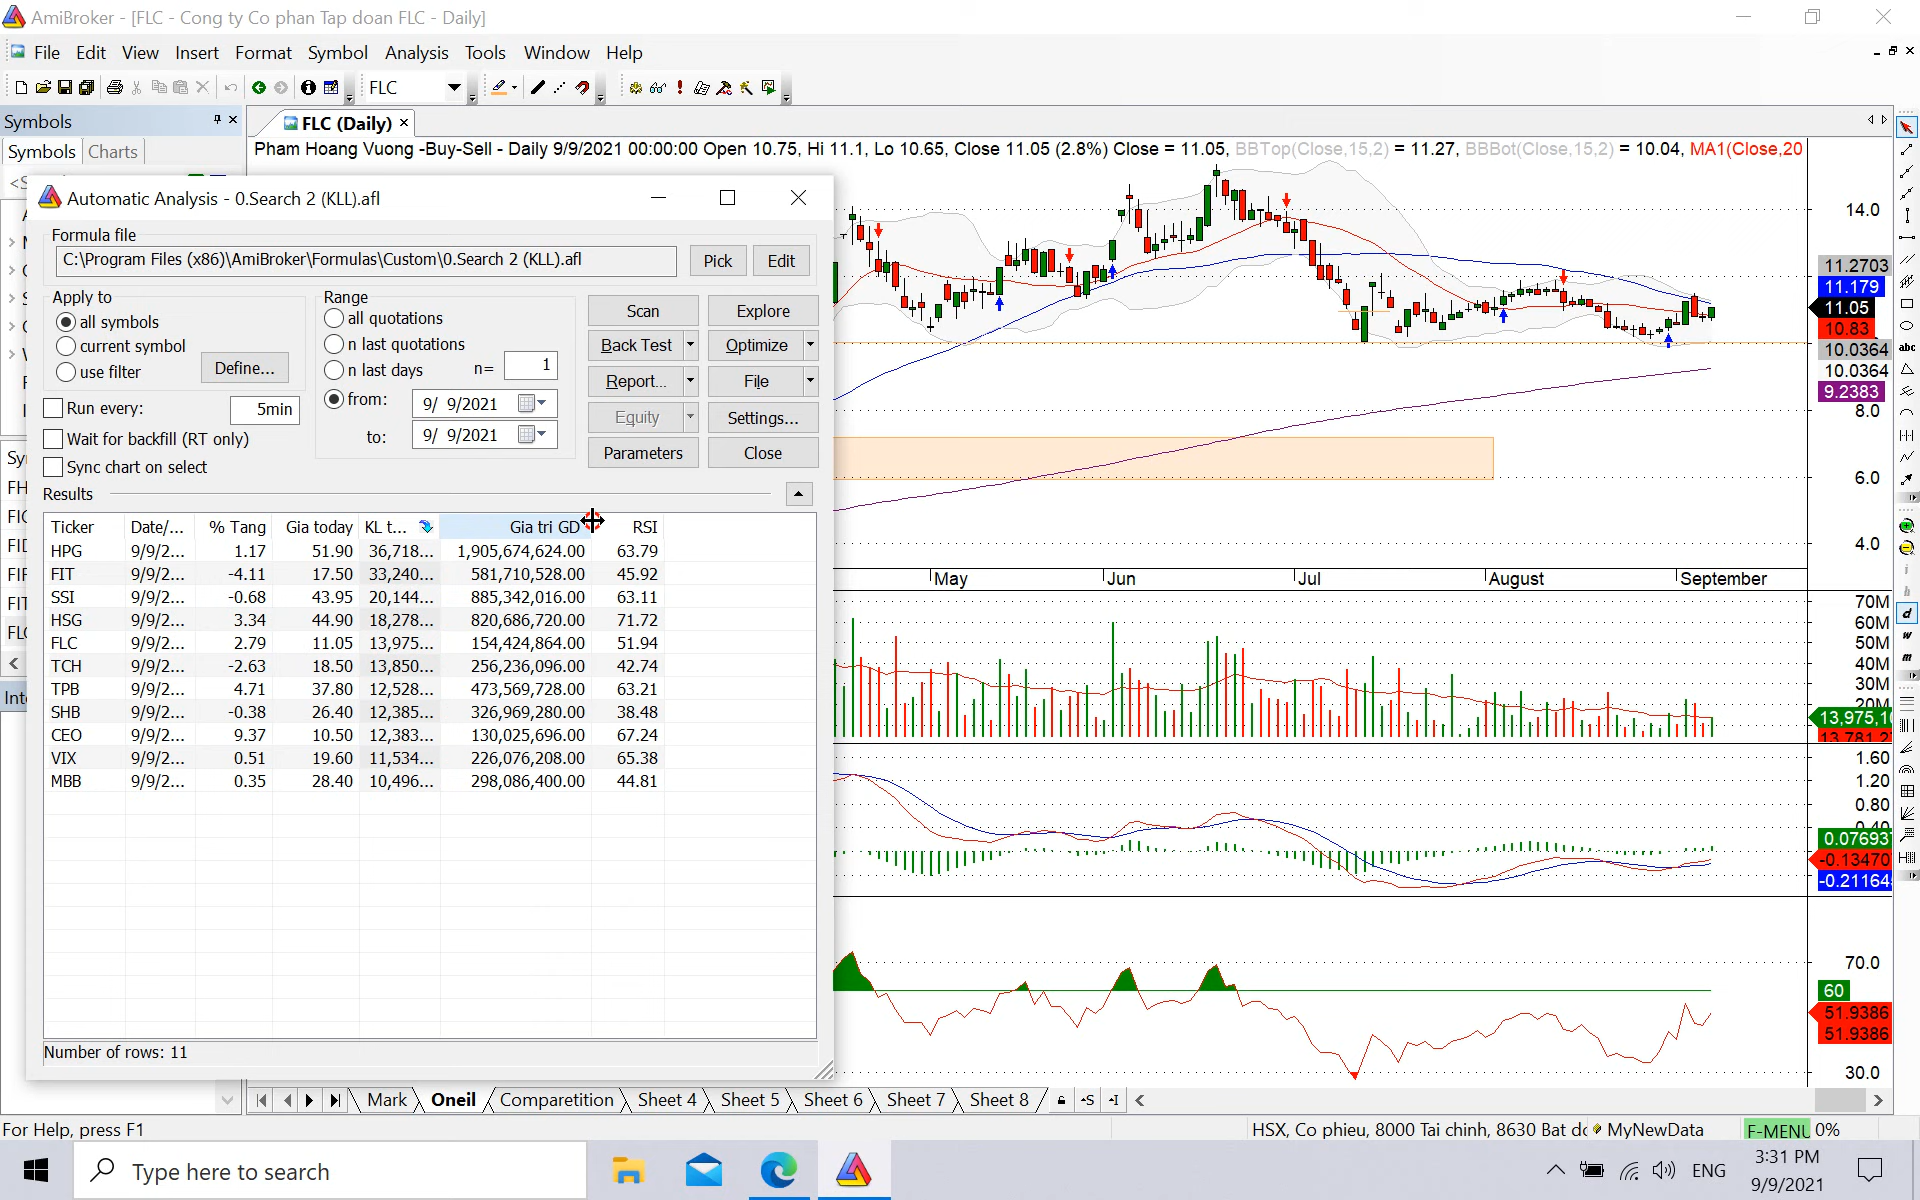 AmiBroker - [FLC - Cong ty Co phan Tap doan FLC - Daily]
File Edit View Insert Format Symbol Analysis Tools Window Help
FLC
Symbols
FLC (Daily)
Symbols Charts
Pham Hoang Vuong -Buy-Sell - Daily 9/9/2021 00:00:00 Open 10.75, Hi 11.1, Lo 10.65, Close 11.05 (2.8%) Close = 11.05, BBTop(Close,15,2) = 11.27, BBBot(Close,15,2) = 10.04, MA1(Close,20
Automatic Analysis - 0.Search 2 (KLL).afl
Formula file
C:\Program Files (x86)\AmiBroker\Formulas\Custom\0.Search 2 (KLL).afl
Pick Edit
Apply to
all symbols
current symbol
use filter
Define...
Range
all quotations
n last quotations
n last days n= 1
from: 9/ 9/2021
to: 9/ 9/2021
Scan Explore
Back Test Optimize
Report... File
Equity Settings...
Parameters Close
Run every: 5min
Wait for backfill (RT only)
Sync chart on select
Results
Ticker Date/... % Tang Gia today KL t... Gia tri GD RSI
HPG 9/9/2... 1.17 51.90 36,718... 1,905,674,624.00 63.79
FIT 9/9/2... -4.11 17.50 33,240... 581,710,528.00 45.92
SSI 9/9/2... -0.68 43.95 20,144... 885,342,016.00 63.11
HSG 9/9/2... 3.34 44.90 18,278... 820,686,720.00 71.72
FLC 9/9/2... 2.79 11.05 13,975... 154,424,864.00 51.94
TCH 9/9/2... -2.63 18.50 13,850... 256,236,096.00 42.74
TPB 9/9/2... 4.71 37.80 12,528... 473,569,728.00 63.21
SHB 9/9/2... -0.38 26.40 12,385... 326,969,280.00 38.48
CEO 9/9/2... 9.37 10.50 12,383... 130,025,696.00 67.24
VIX 9/9/2... 0.51 19.60 11,534... 226,076,208.00 65.38
MBB 9/9/2... 0.35 28.40 10,496... 298,086,400.00 44.81
Number of rows: 11
14.0
11.2703
11.179
11.05
10.83
10.0364
10.0364
9.2383
8.0
6.0
4.0
May Jun Jul August September
70M
60M
50M
40M
30M
20M
13,975,1
13,781,2
1.60
1.20
0.80
0.40
0.07693
-0.13470
-0.21164
70.0
60
51.9386
51.9386
30.0
abc
d
w
m
Mark Oneil Comparetition Sheet 4 Sheet 5 Sheet 6 Sheet 7 Sheet 8
For Help, press F1
HSX, Co phieu, 8000 Tai chinh, 8630 Bat dc MyNewData F-MENU 0%
Type here to search
ENG
3:31 PM
9/9/2021